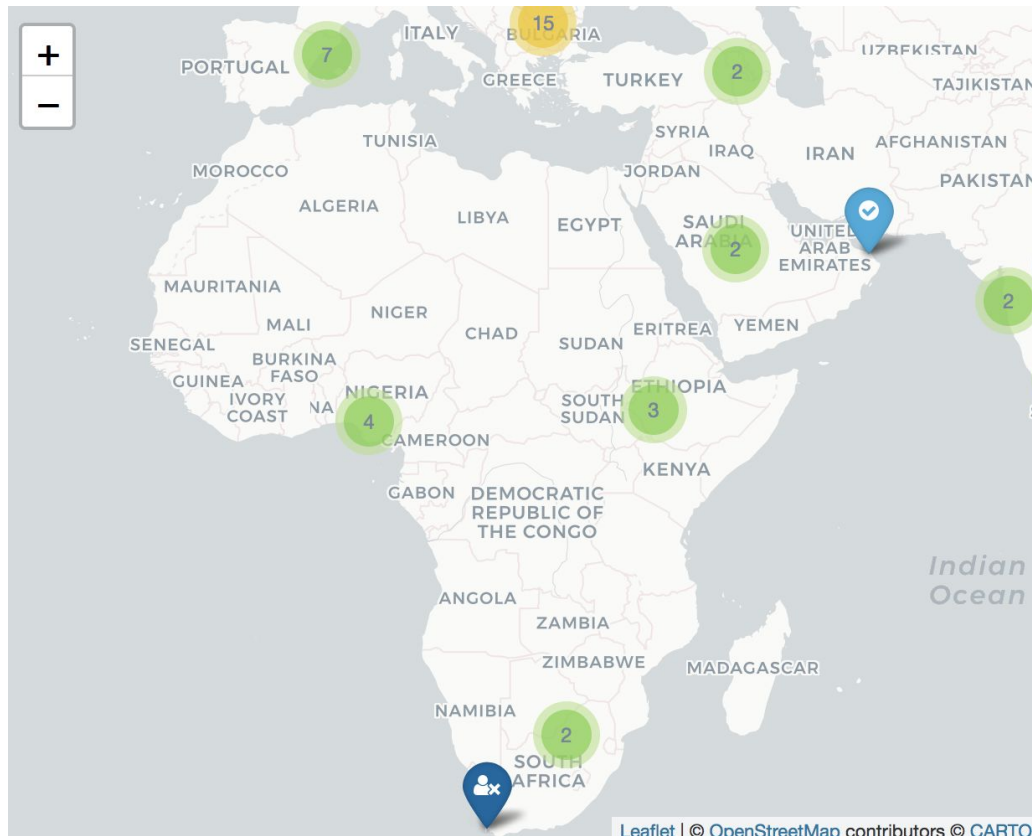 +
−
15
ITALY
BULGARIA
7
PORTUGAL
GREECE
TURKEY
2
UZBEKISTAN
TAJIKISTAN
TUNISIA
SYRIA
IRAQ
IRAN
AFGHANISTAN
MOROCCO
JORDAN
PAKISTAN
ALGERIA
LIBYA
EGYPT
SAUDI
ARABIA
2
UNITED
ARAB
EMIRATES
MAURITANIA
2
MALI
NIGER
CHAD
SUDAN
ERITREA
YEMEN
SENEGAL
BURKINA
FASO
GUINEA
IVORY
COAST
NA
NIGERIA
4
CAMEROON
SOUTH
SUDAN
ETHIOPIA
3
KENYA
GABON
DEMOCRATIC
REPUBLIC OF
THE CONGO
Indian
Ocean
ANGOLA
ZAMBIA
ZIMBABWE
MADAGASCAR
NAMIBIA
2
SOUTH
AFRICA
Leaflet | © OpenStreetMap contributors © CARTO